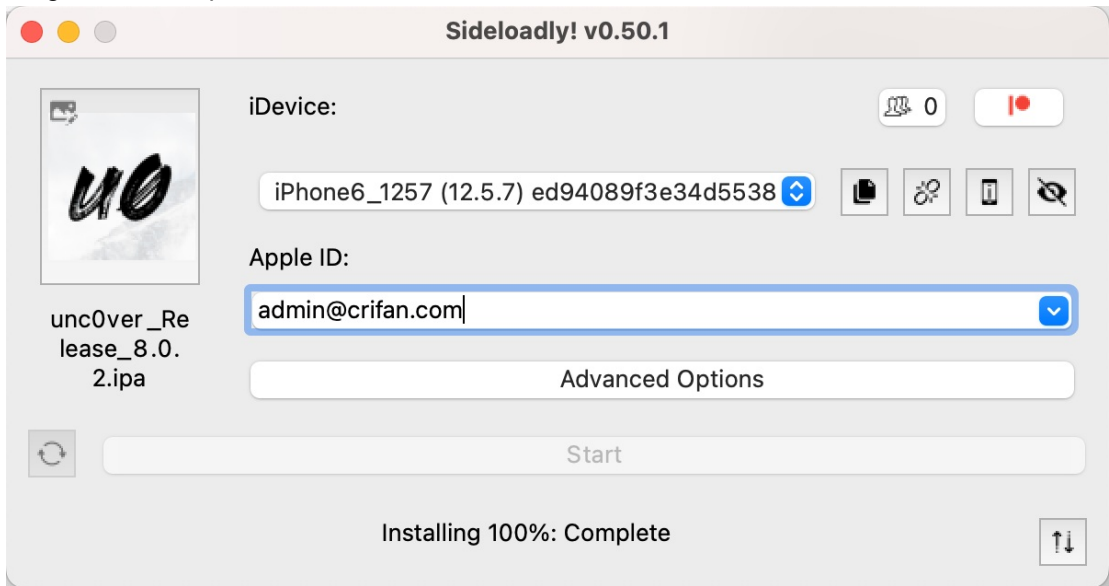 Sideloadly! v0.50.1
iDevice:
0
iPhone6_1257 (12.5.7) ed94089f3e34d5538
Apple ID:
admin@crifan.com
u0
unc0ver_Re
lease_8.0.
2.ipa
Advanced Options
Start
Installing 100%: Complete